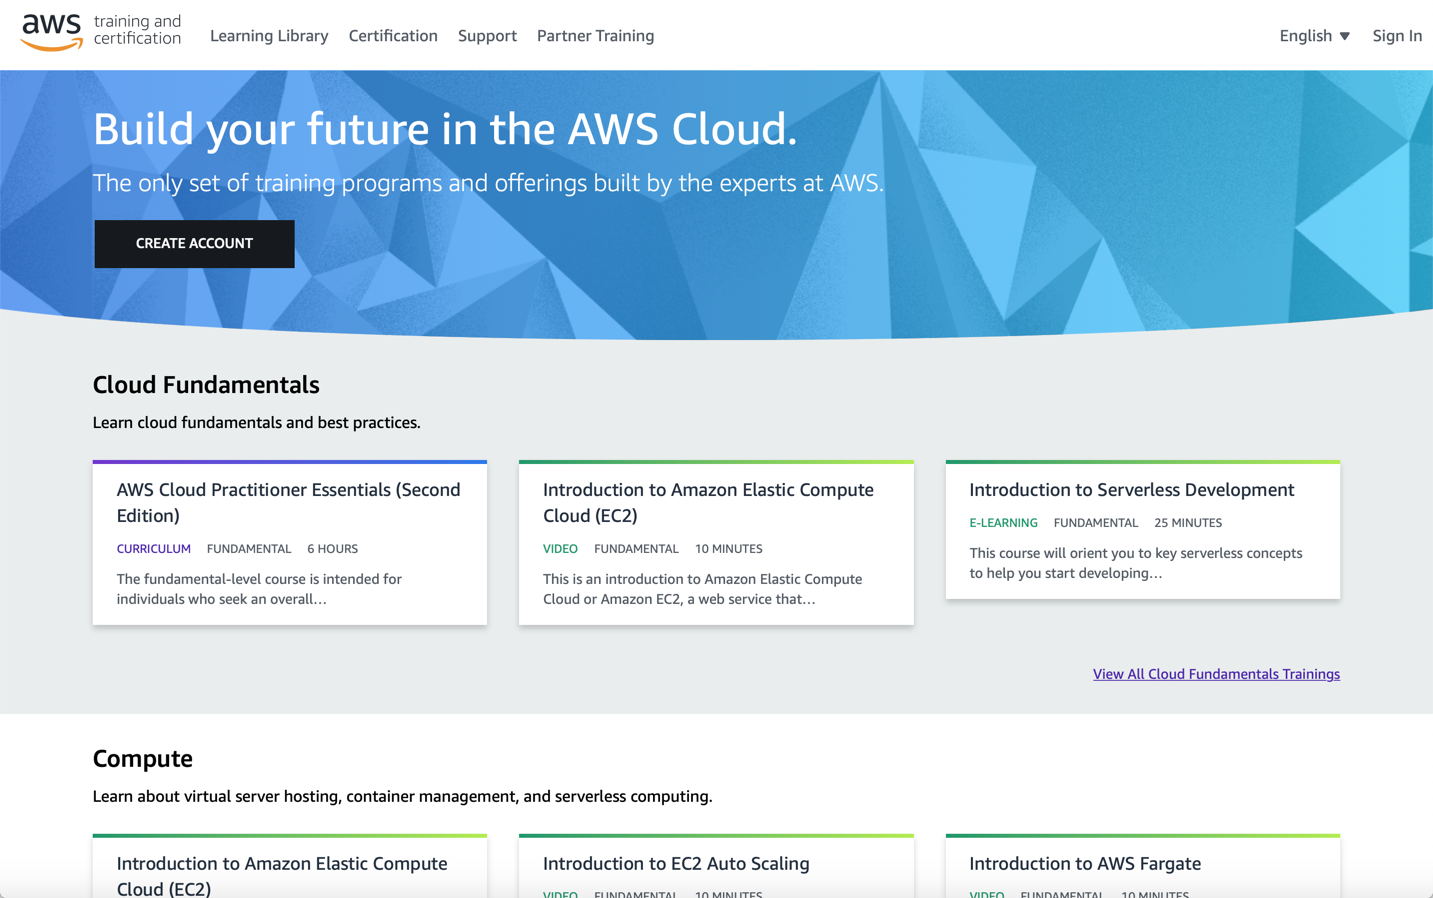 aws training and certification
Learning Library Certification Support Partner Training English ▼ Sign In
Build your future in the AWS Cloud.
The only set of training programs and offerings built by the experts at AWS.
CREATE ACCOUNT
Cloud Fundamentals
Learn cloud fundamentals and best practices.
AWS Cloud Practitioner Essentials (Second
Edition)
CURRICULUM FUNDAMENTAL 6 HOURS
The fundamental-level course is intended for
individuals who seek an overall…
Introduction to Amazon Elastic Compute
Cloud (EC2)
VIDEO FUNDAMENTAL 10 MINUTES
This is an introduction to Amazon Elastic Compute
Cloud or Amazon EC2, a web service that…
Introduction to Serverless Development
E-LEARNING FUNDAMENTAL 25 MINUTES
This course will orient you to key serverless concepts
to help you start developing…
View All Cloud Fundamentals Trainings
Compute
Learn about virtual server hosting, container management, and serverless computing.
Introduction to Amazon Elastic Compute
Cloud (EC2)
Introduction to EC2 Auto Scaling
VIDEO FUNDAMENTAL 10 MINUTES
Introduction to AWS Fargate
VIDEO FUNDAMENTAL 10 MINUTES